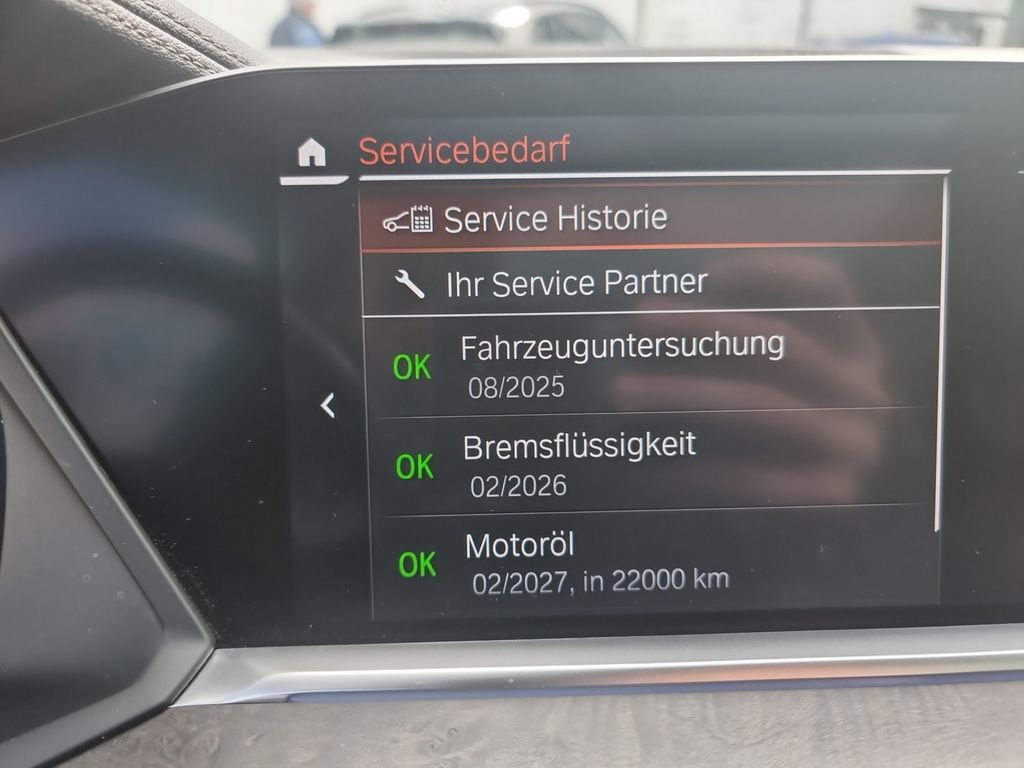 Servicebedarf
Service Historie
Ihr Service Partner
OK Fahrzeuguntersuchung
08/2025
OK Bremsflüssigkeit
02/2026
OK Motoröl
02/2027, in 22000 km